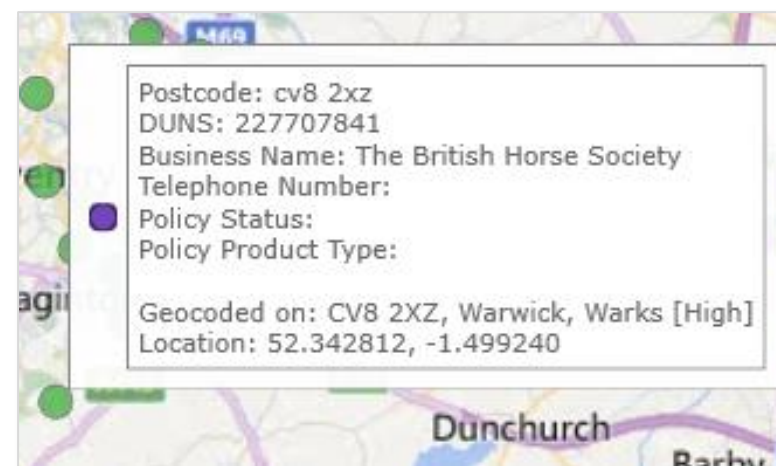 M69
Postcode: cv8 2xz
DUNS: 227707841
Business Name: The British Horse Society
Telephone Number:
Policy Status:
Policy Product Type:
Geocoded on: CV8 2XZ, Warwick, Warks [High]
Location: 52.342812, -1.499240
Dunchurch
Barby